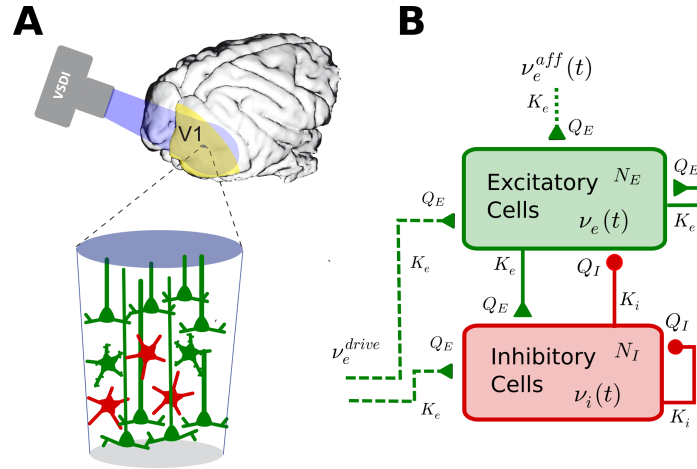 A
VSDI
V1
B
ν_e^{aff}(t)
K_e
Q_E
Excitatory N_E
Cells ν_e(t)
Q_E
K_e
Q_E
K_e
K_e
Q_I
Q_E
K_i
ν_e^{drive}
Q_E
K_e
Inhibitory N_I
Cells ν_i(t)
Q_I
K_i